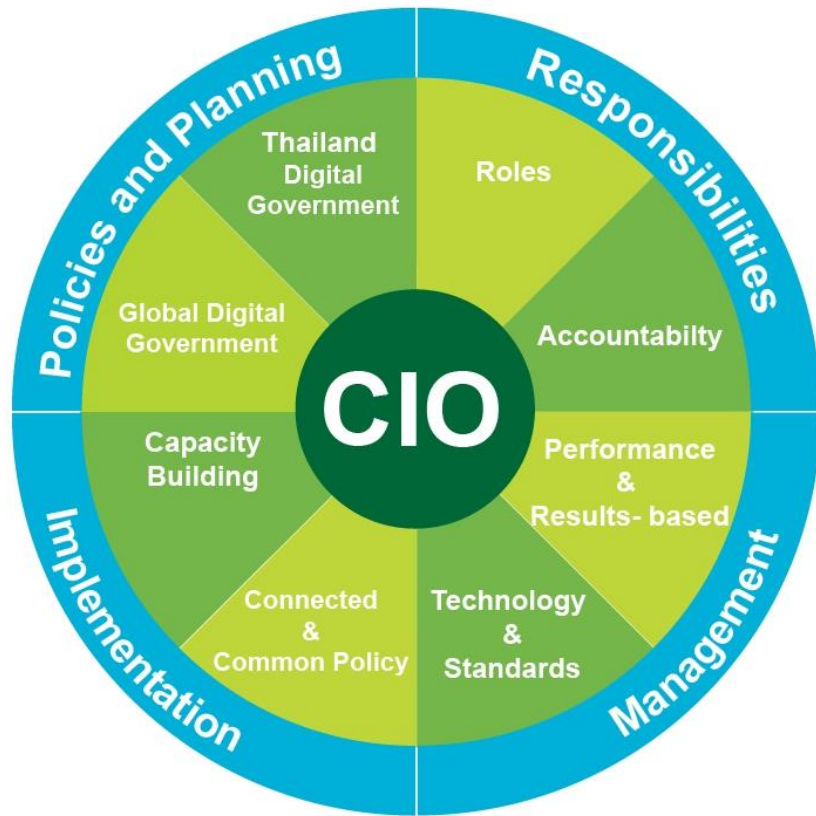 Policies and Planning
Responsibilities
Thailand
Digital
Government
Roles
Global Digital
Government
Accountabilty
CIO
Capacity
Building
Performance
&
Results- based
Connected
&
Common Policy
Technology
&
Standards
Implementation
Management